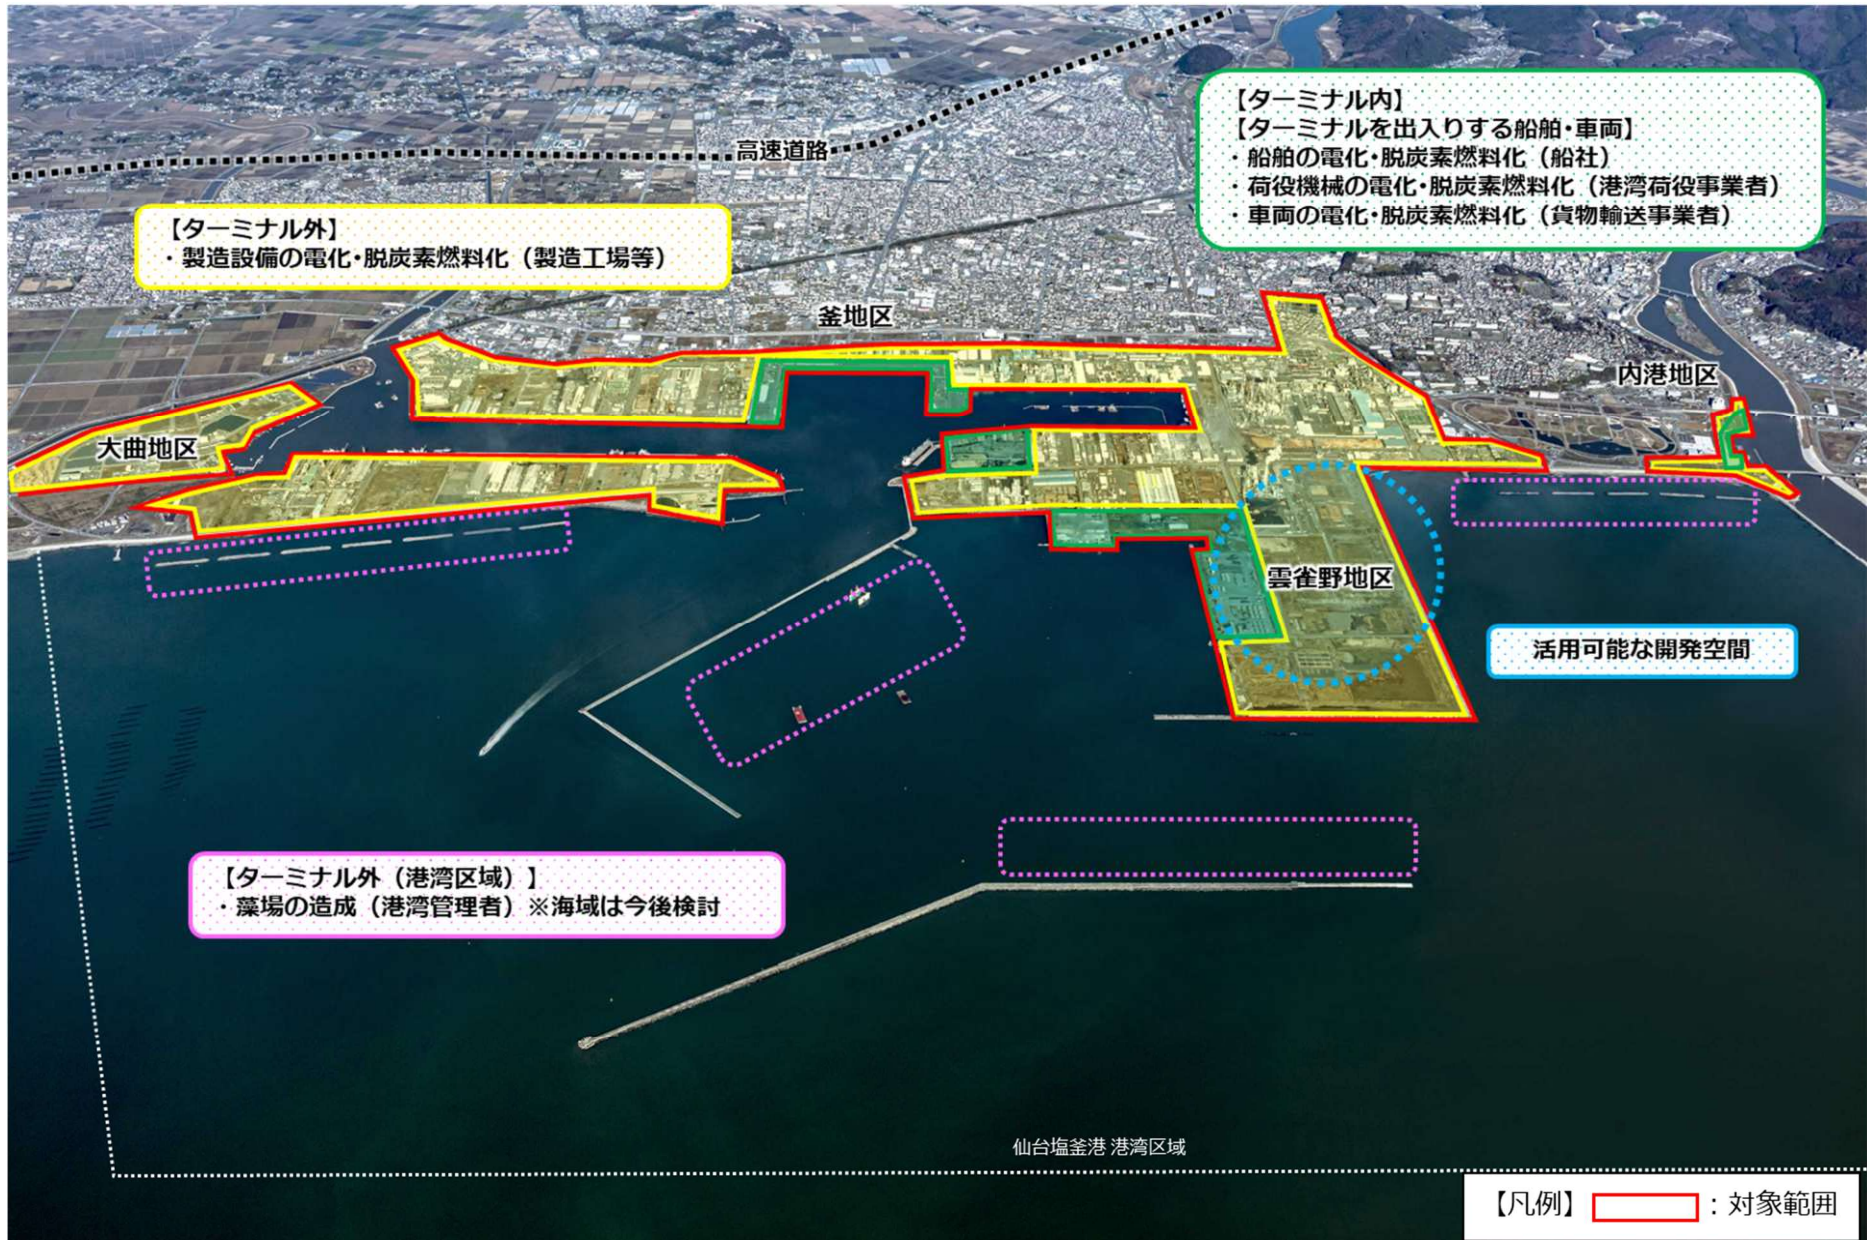 【ターミナル内】
【ターミナルを出入りする船舶・車両】
・船舶の電化・脱炭素燃料化（船社）
・荷役機械の電化・脱炭素燃料化（港湾荷役事業者）
・車両の電化・脱炭素燃料化（貨物輸送事業者）
高速道路
【ターミナル外】
・製造設備の電化・脱炭素燃料化（製造工場等）
釜地区
内港地区
大曲地区
雲雀野地区
活用可能な開発空間
【ターミナル外（港湾区域）】
・藻場の造成（港湾管理者）※海域は今後検討
仙台塩釜港 港湾区域
【凡例】 ：対象範囲